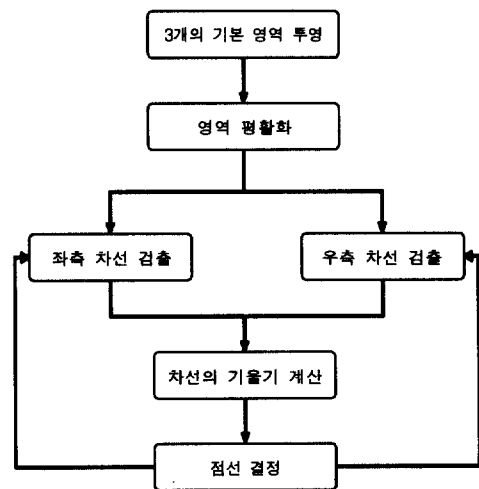 3개의 기본 영역 투영
영역 평활화
좌측 차선 검출
우측 차선 검출
차선의 기울기 계산
점선 결정